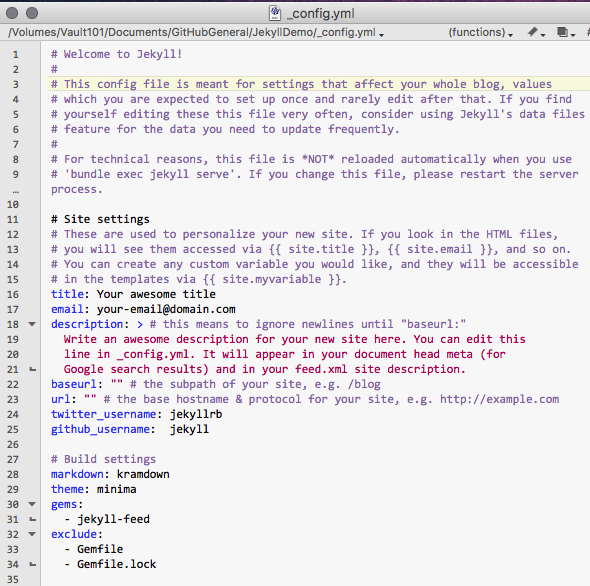 _config.yml
/Volumes/Vault101/Documents/GitHubGeneral/JekyllDemo/_config.yml (functions) #
1 # Welcome to Jekyll!
2 #
3 # This config file is meant for settings that affect your whole blog, values
4 # which you are expected to set up once and rarely edit after that. If you find
5 # yourself editing these this file very often, consider using Jekyll's data files
6 # feature for the data you need to update frequently.
7 #
8 # For technical reasons, this file is *NOT* reloaded automatically when you use
9 # 'bundle exec jekyll serve'. If you change this file, please restart the server
… process.
10
11 # Site settings
12 # These are used to personalize your new site. If you look in the HTML files,
13 # you will see them accessed via {{ site.title }}, {{ site.email }}, and so on.
14 # You can create any custom variable you would like, and they will be accessible
15 # in the templates via {{ site.myvariable }}.
16 title: Your awesome title
17 email: your-email@domain.com
18 description: > # this means to ignore newlines until "baseurl:"
19 Write an awesome description for your new site here. You can edit this
20 line in _config.yml. It will appear in your document head meta (for
21 Google search results) and in your feed.xml site description.
22 baseurl: "" # the subpath of your site, e.g. /blog
23 url: "" # the base hostname & protocol for your site, e.g. http://example.com
24 twitter_username: jekyllrb
25 github_username:  jekyll
26
27 # Build settings
28 markdown: kramdown
29 theme: minima
30 gems:
31 - jekyll-feed
32 exclude:
33 - Gemfile
34 - Gemfile.lock
35